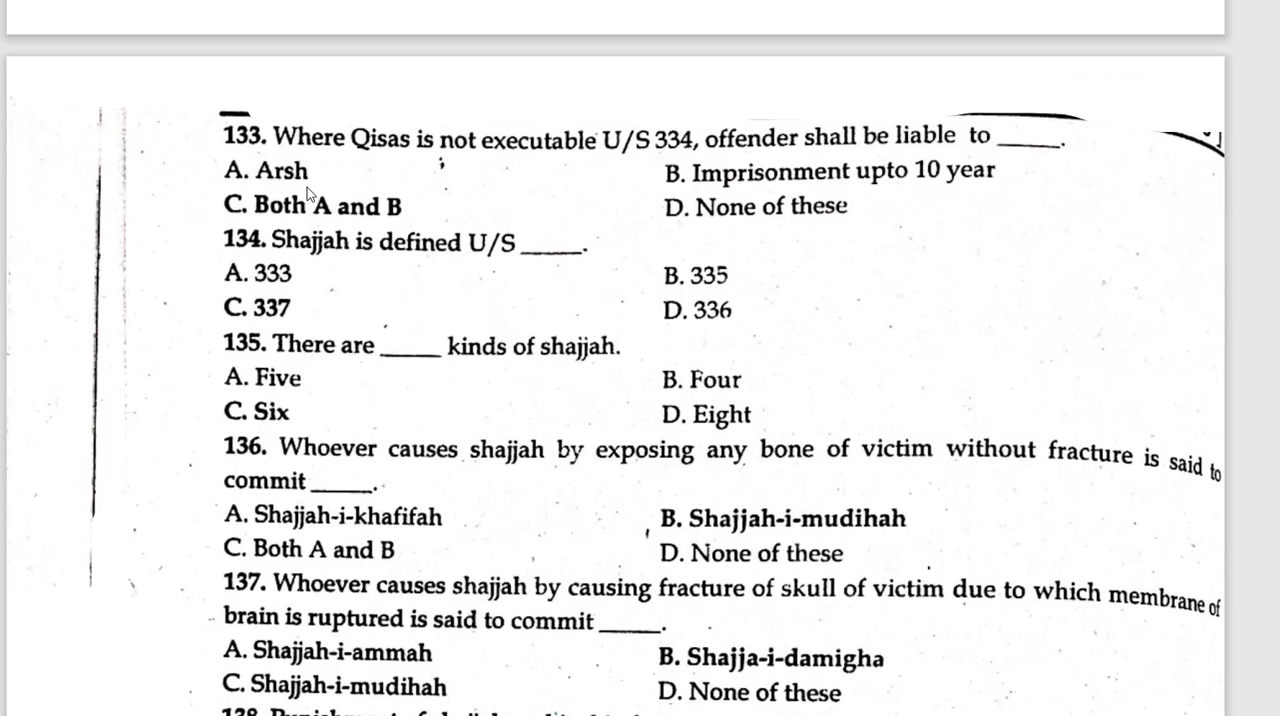 133. Where Qisas is not executable U/S 334, offender shall be liable to _____.
A. Arsh B. Imprisonment upto 10 year
C. Both A and B D. None of these
134. Shajjah is defined U/S _____.
A. 333 B. 335
C. 337 D. 336
135. There are _____ kinds of shajjah.
A. Five B. Four
C. Six D. Eight
136. Whoever causes shajjah by exposing any bone of victim without fracture is said to
commit _____.
A. Shajjah-i-khafifah B. Shajjah-i-mudihah
C. Both A and B D. None of these
137. Whoever causes shajjah by causing fracture of skull of victim due to which membrane of
brain is ruptured is said to commit _____.
A. Shajjah-i-ammah B. Shajja-i-damigha
C. Shajjah-i-mudihah D. None of these